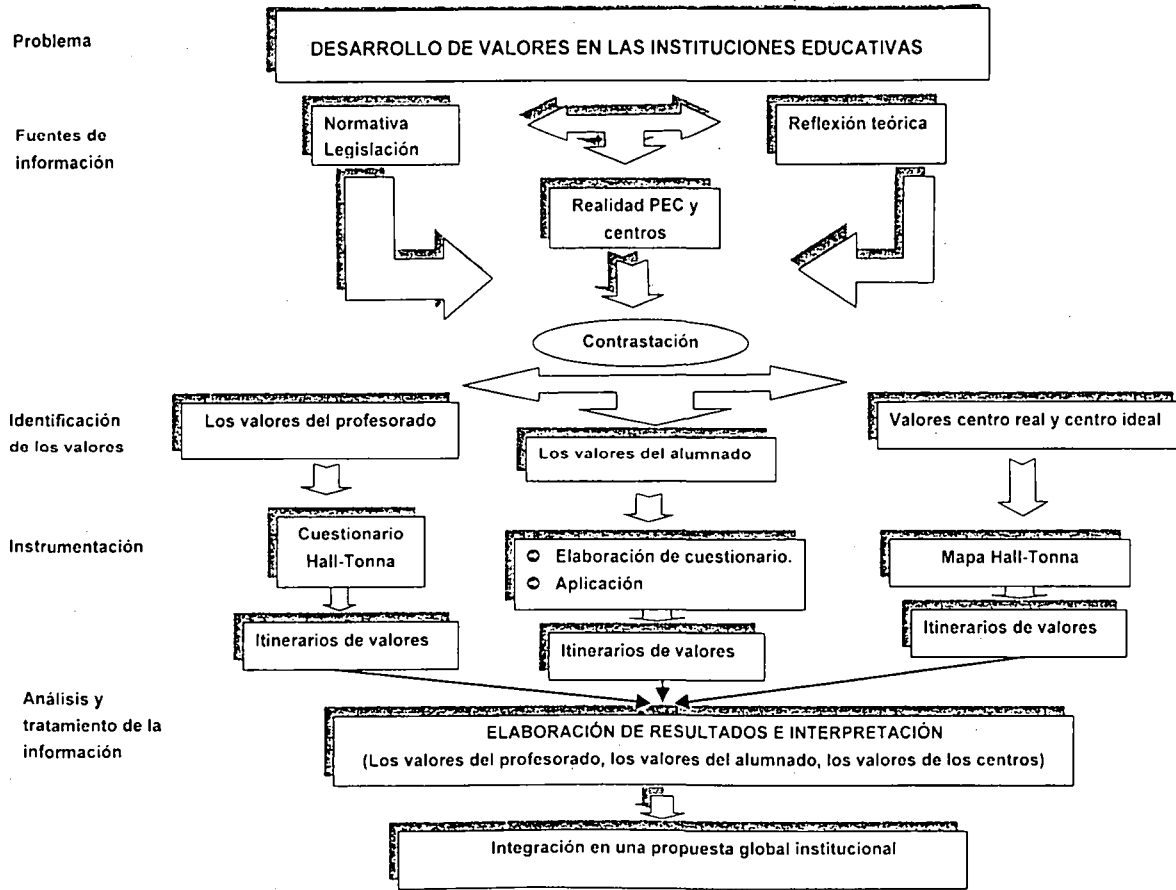 Problema
DESARROLLO DE VALORES EN LAS INSTITUCIONES EDUCATIVAS
Fuentes de
información
Normativa
Legislación
Reflexión teórica
Realidad PEC y
centros
Contrastación
Identificación
de los valores
Los valores del profesorado
Los valores del alumnado
Valores centro real y centro ideal
Instrumentación
Cuestionario
Hall-Tonna
Elaboración de cuestionario.
Aplicación
Mapa Hall-Tonna
Itinerarios de valores
Itinerarios de valores
Itinerarios de valores
Análisis y
tratamiento de la
información
ELABORACIÓN DE RESULTADOS E INTERPRETACIÓN
(Los valores del profesorado, los valores del alumnado, los valores de los centros)
Integración en una propuesta global institucional